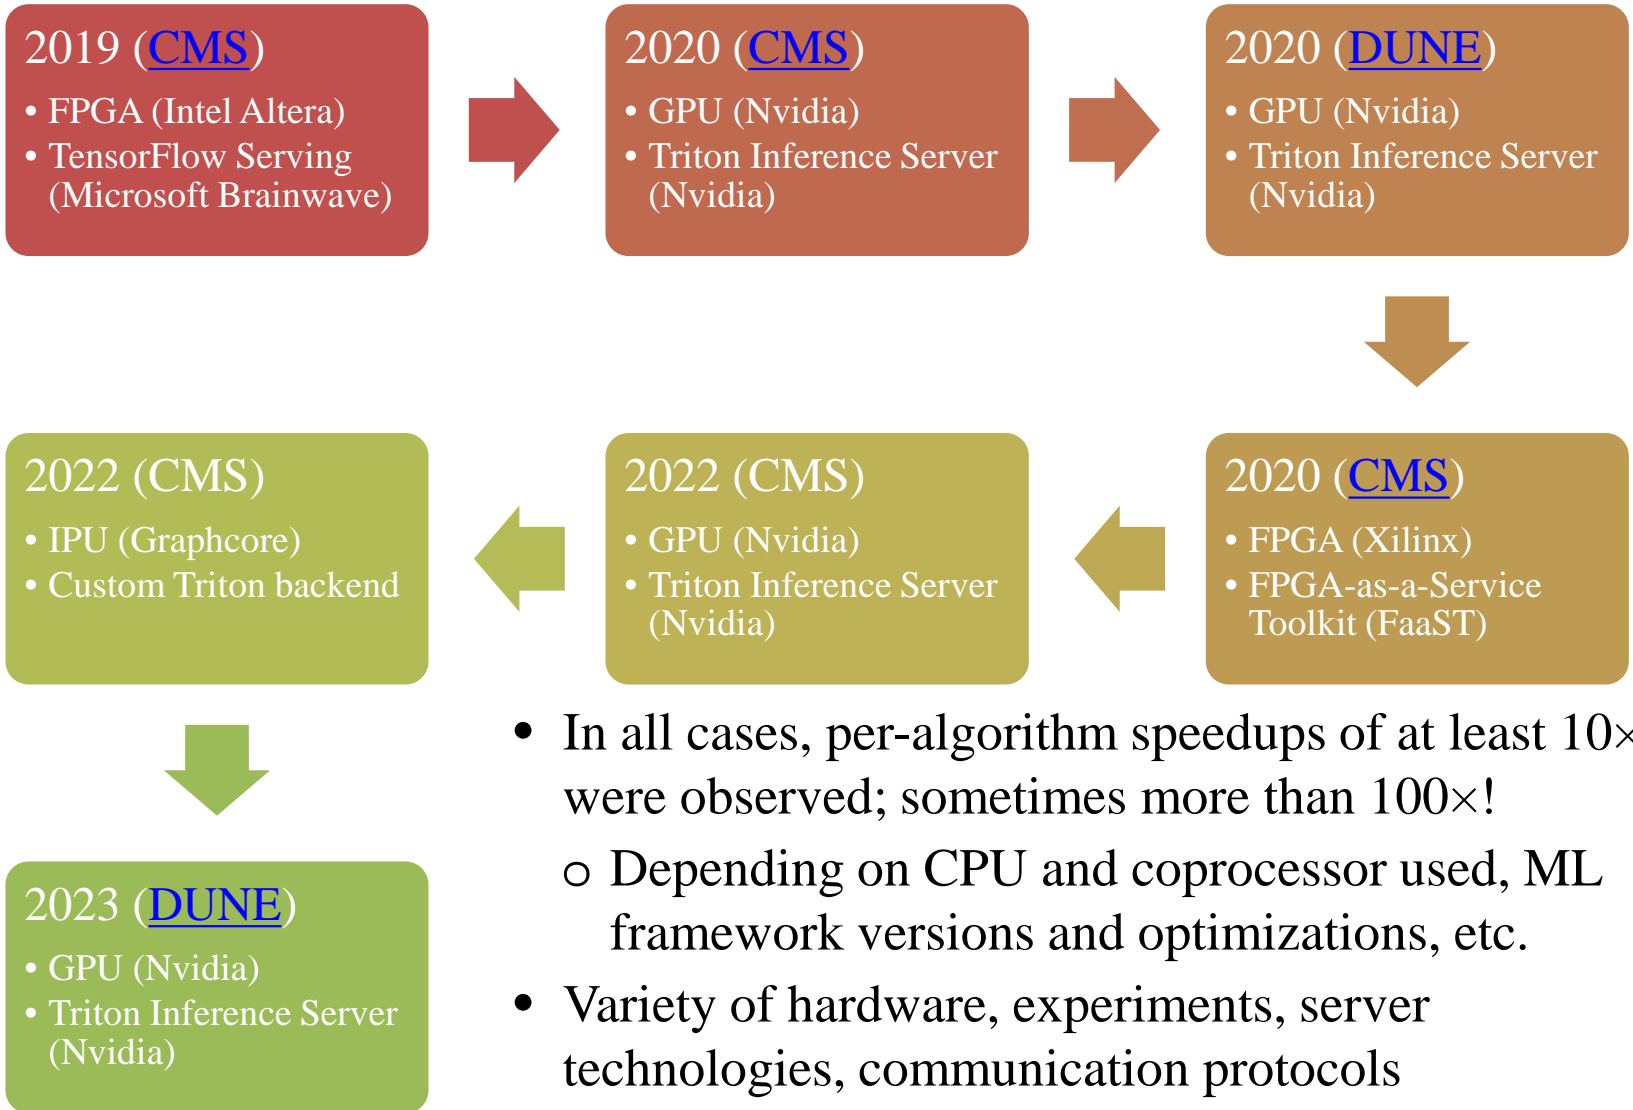 2019 (CMS)
• FPGA (Intel Altera)
• TensorFlow Serving
(Microsoft Brainwave)
2020 (CMS)
• GPU (Nvidia)
• Triton Inference Server
(Nvidia)
2020 (DUNE)
• GPU (Nvidia)
• Triton Inference Server
(Nvidia)
2020 (CMS)
• FPGA (Xilinx)
• FPGA-as-a-Service
Toolkit (FaaST)
2022 (CMS)
• GPU (Nvidia)
• Triton Inference Server
(Nvidia)
2022 (CMS)
• IPU (Graphcore)
• Custom Triton backend
2023 (DUNE)
• GPU (Nvidia)
• Triton Inference Server
(Nvidia)
• In all cases, per-algorithm speedups of at least 10×
were observed; sometimes more than 100×!
o Depending on CPU and coprocessor used, ML
framework versions and optimizations, etc.
• Variety of hardware, experiments, server
technologies, communication protocols